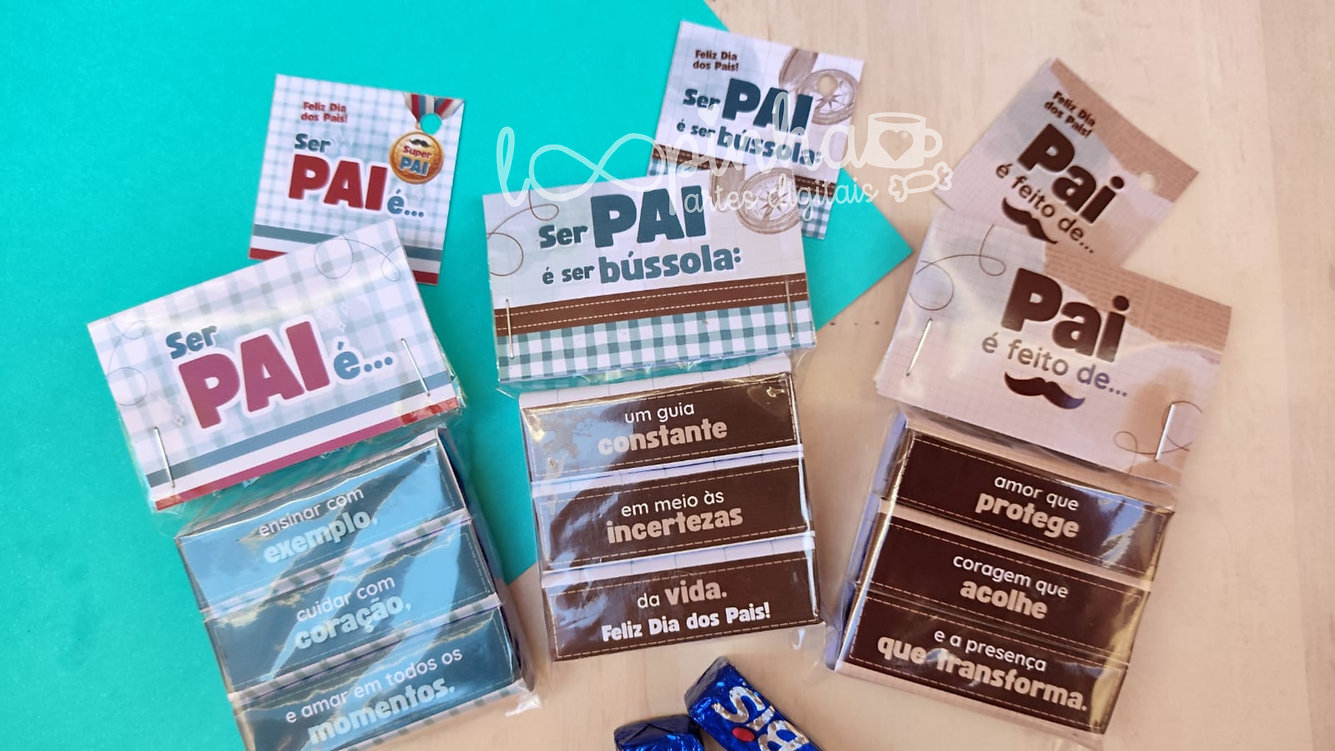 Feliz Dia
dos Pais!
Ser
PAI
é...
Super
PAI
Feliz Dia
dos Pais!
Ser PAI
é ser bússola:
Feliz Dia
dos Pais!
Pai
é feito de...
loopinha
artes digitais
Ser
PAI
é...
ensinar com
exemplo,
cuidar com
coração,
e amar em todos os
momentos.
Ser PAI
é ser bússola:
um guia
constante
em meio às
incertezas
da vida.
Feliz Dia dos Pais!
Pai
é feito de...
amor que
protege
coragem que
acolhe
e a presença
que transforma.